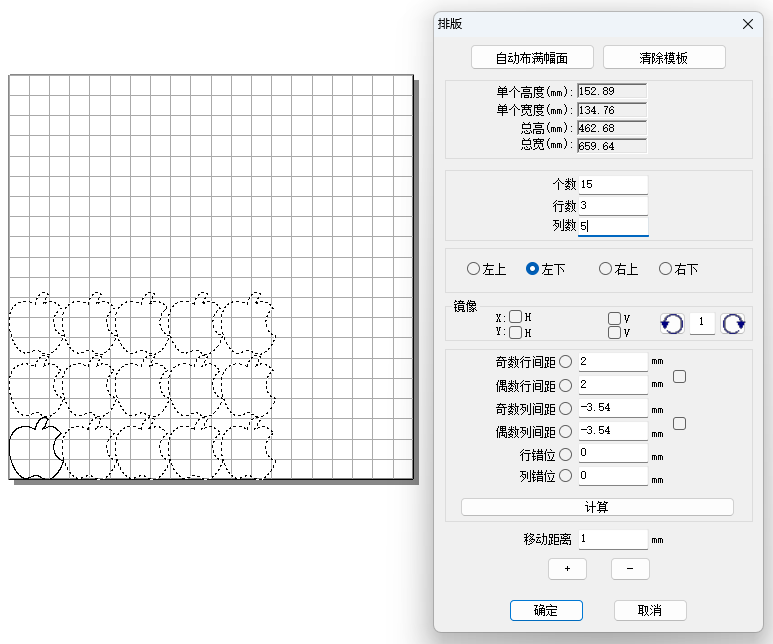 排版
自动布满幅面 清除模板
单个高度(mm): 152.89
单个宽度(mm): 134.76
总高(mm): 462.68
总宽(mm): 659.64
个数 15
行数 3
列数 5
左上 左下 右上 右下
镜像
X: H V
Y: H V
1
奇数行间距 2 mm
偶数行间距 2 mm
奇数列间距 -3.54 mm
偶数列间距 -3.54 mm
行错位 0 mm
列错位 0 mm
计算
移动距离 1 mm
+ -
确定 取消